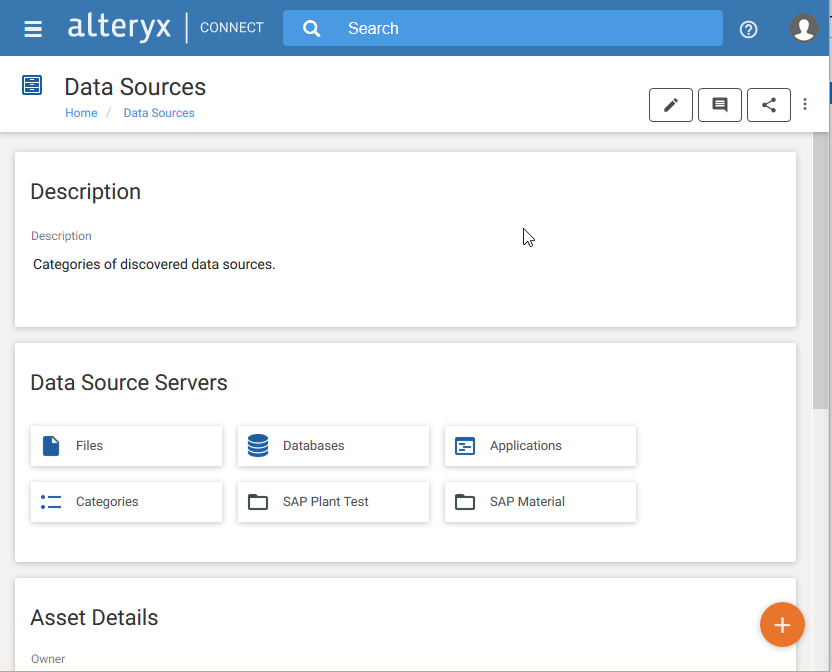 alteryx CONNECT Search
Data Sources
Home / Data Sources
Description
Description
Categories of discovered data sources.
Data Source Servers
Files Databases Applications
Categories SAP Plant Test SAP Material
Asset Details
Owner